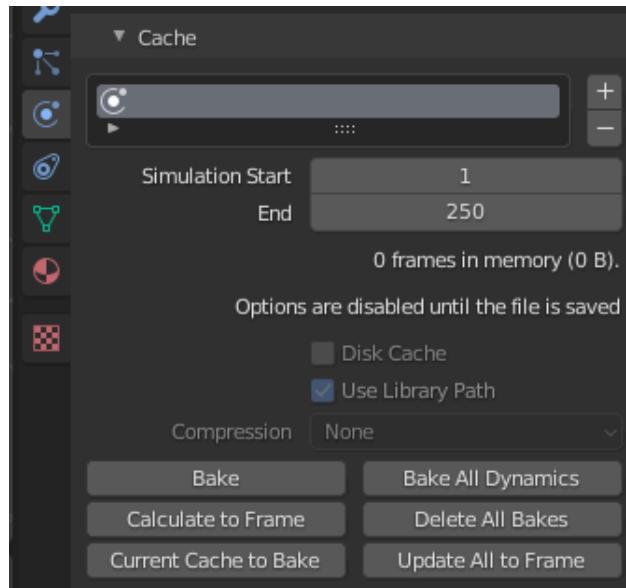 Cache
Simulation Start 1
End 250
0 frames in memory (0 B).
Options are disabled until the file is saved
Disk Cache
Use Library Path
Compression None
Bake Bake All Dynamics
Calculate to Frame Delete All Bakes
Current Cache to Bake Update All to Frame